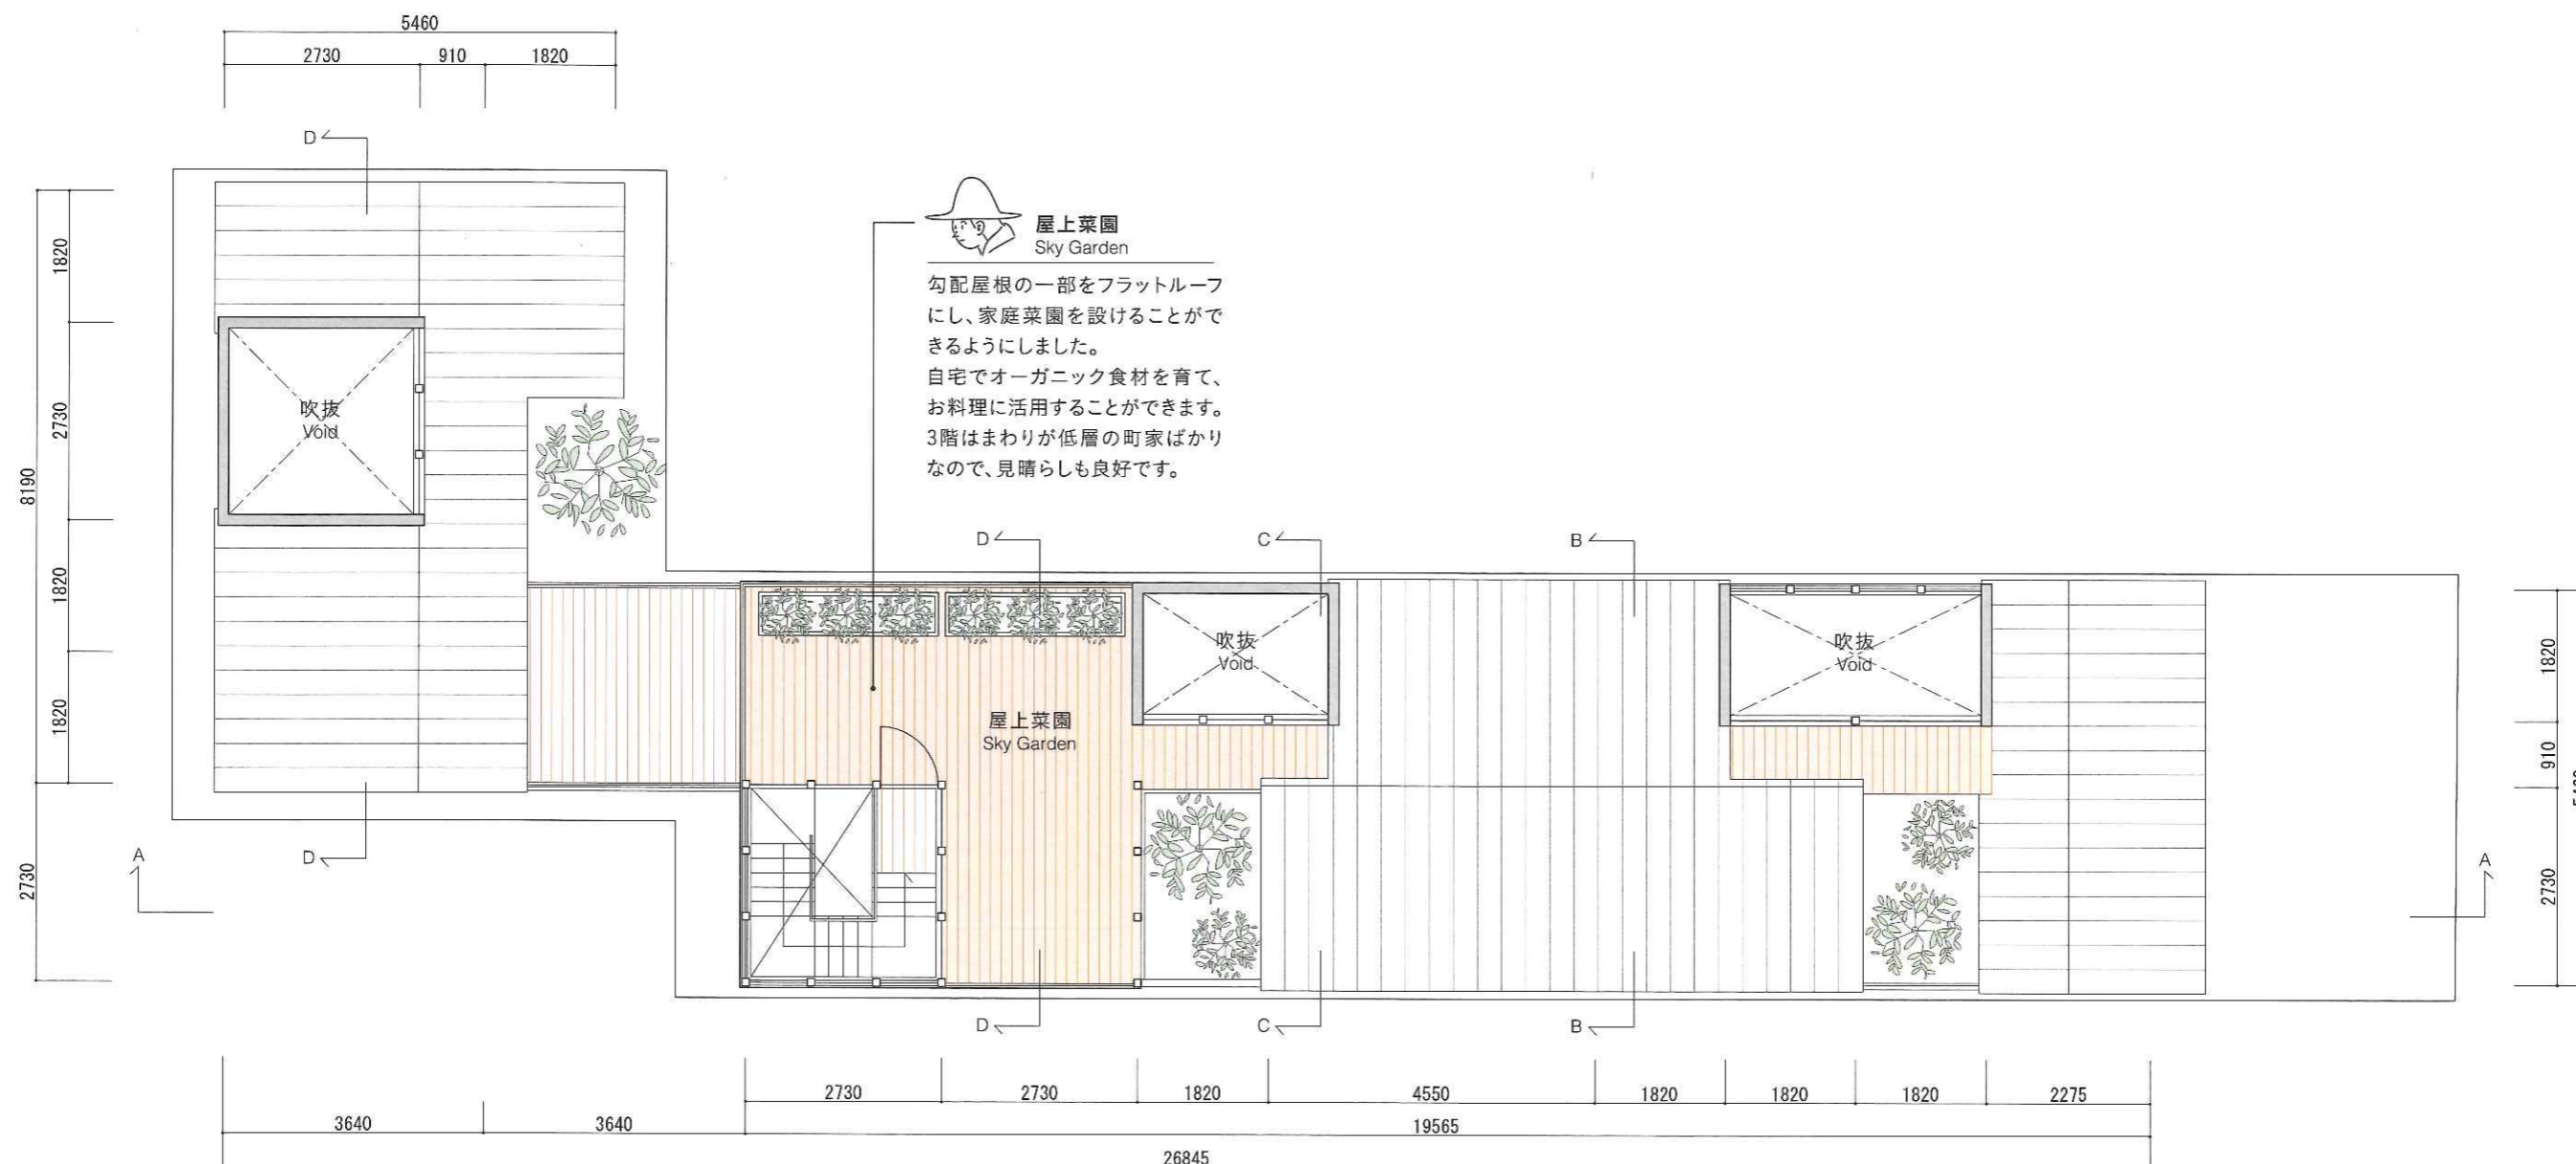 5460
2730
910
1820
D
屋上菜園
Sky Garden
勾配屋根の一部をフラットルーフ
にし、家庭菜園を設けることがで
きるようにしました。
自宅でオーガニック食材を育て、
お料理に活用することができます。
3階はまわりが低層の町家ばかり
なので、見晴らしも良好です。
1820
2730
8190
1820
1820
2730
吹抜
Void
D
C
B
吹抜
Void
吹抜
Void
屋上菜園
Sky Garden
1820
910
2730
A
D
A
D
C
B
2730
2730
1820
4550
1820
1820
1820
2275
3640
3640
19565
26845